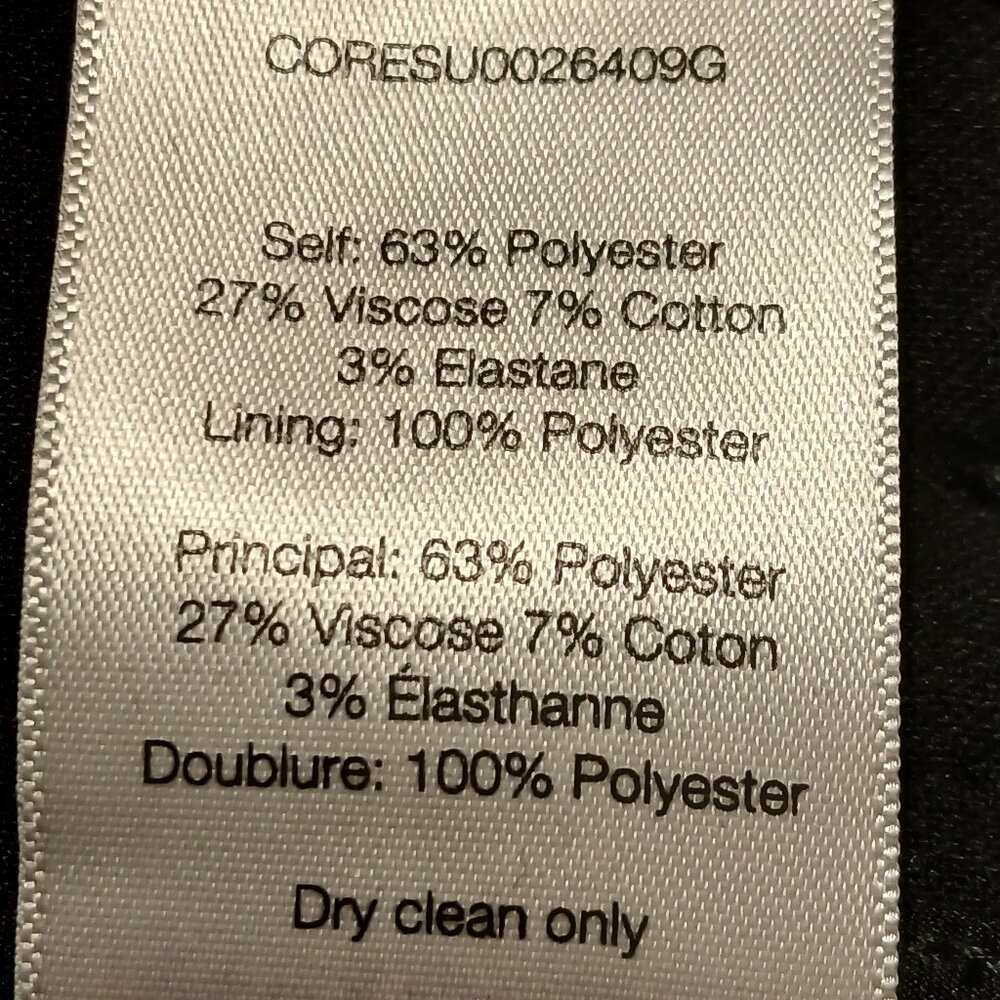 CORESU0026409G
Self: 63% Polyester
27% Viscose 7% Cotton
3% Elastane
Lining: 100% Polyester
Principal: 63% Polyester
27% Viscose 7% Coton
3% Élasthanne
Doublure: 100% Polyester
Dry clean only